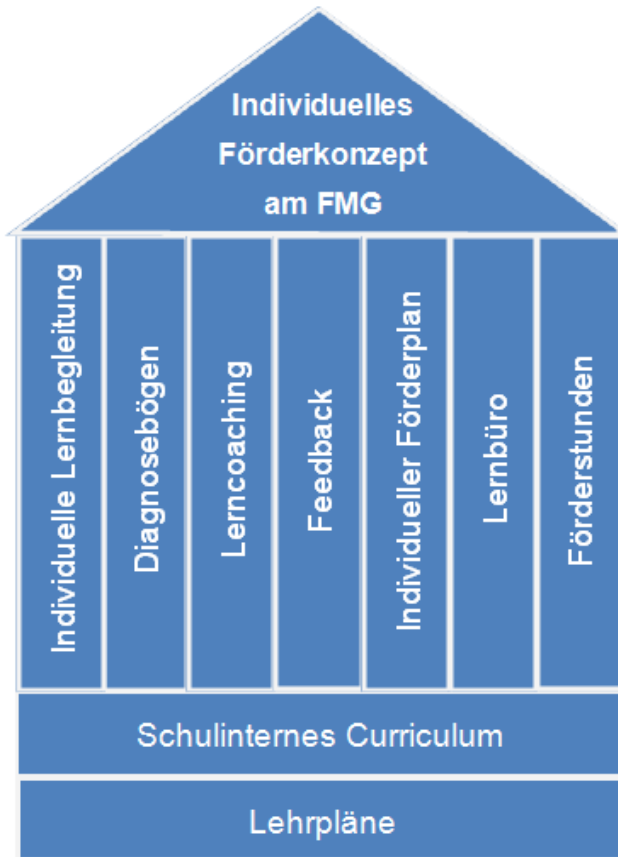 Individuelles
Förderkonzept
am FMG
Individuelle Lernbegleitung
Diagnosebögen
Lerncoaching
Feedback
Individueller Förderplan
Lernbüro
Förderstunden
Schulinternes Curriculum
Lehrpläne